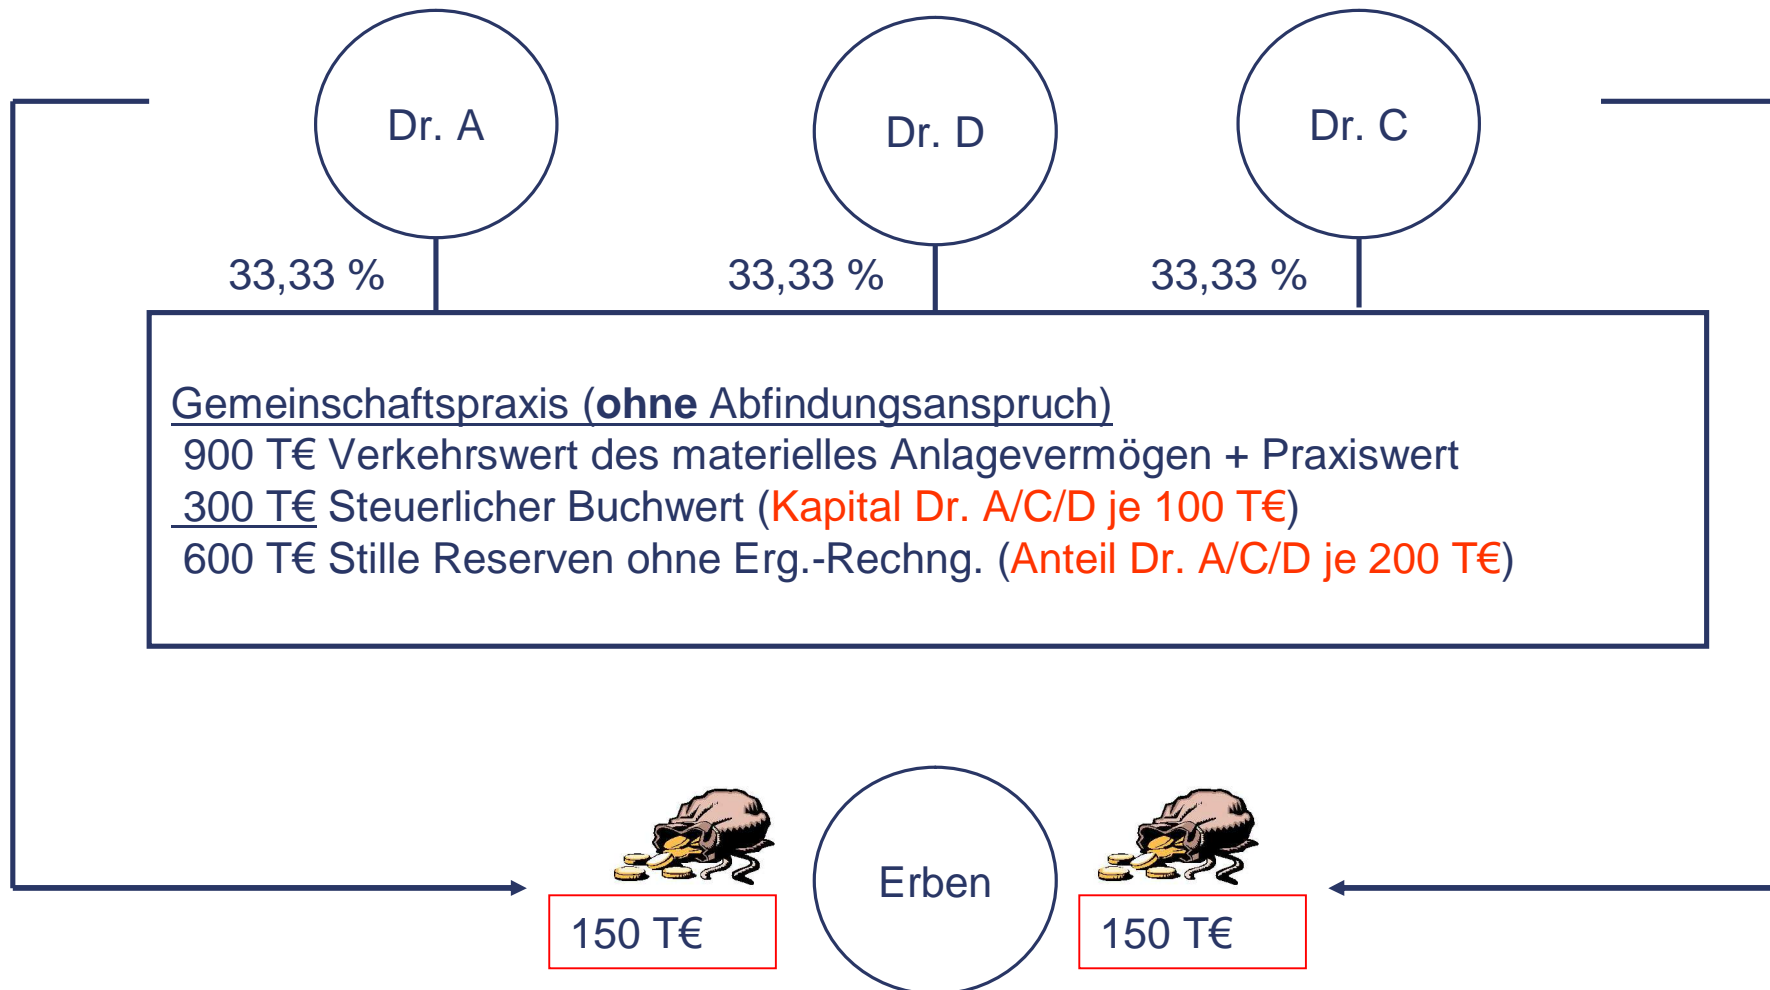 Dr. A
Dr. D
Dr. C
33,33 %
33,33 %
33,33 %
Gemeinschaftspraxis (ohne Abfindungsanspruch)
900 T€ Verkehrswert des materielles Anlagevermögen + Praxiswert
300 T€ Steuerlicher Buchwert (Kapital Dr. A/C/D je 100 T€)
600 T€ Stille Reserven ohne Erg.-Rechng. (Anteil Dr. A/C/D je 200 T€)
Erben
150 T€
150 T€